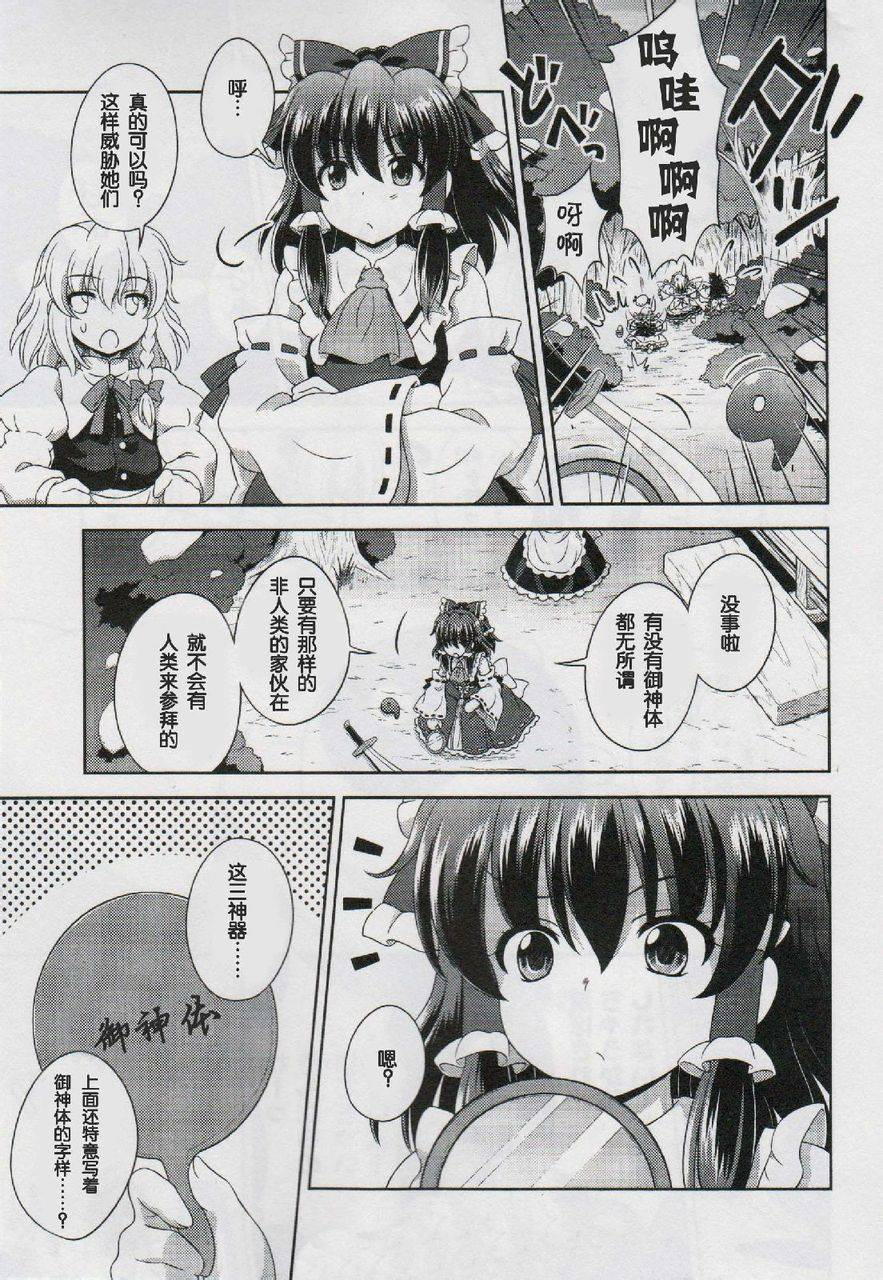 呜哇啊啊啊
呀啊
ダッ
どべっ
呼…
真的可以吗？
这样威胁她们
没事啦
有没有御神体
都无所谓
只要有那样的
非人类的家伙在
就不会有
人类来参拜的
嗯？
这三神器……
御神体
上面还特意写着
御神体的字样……？